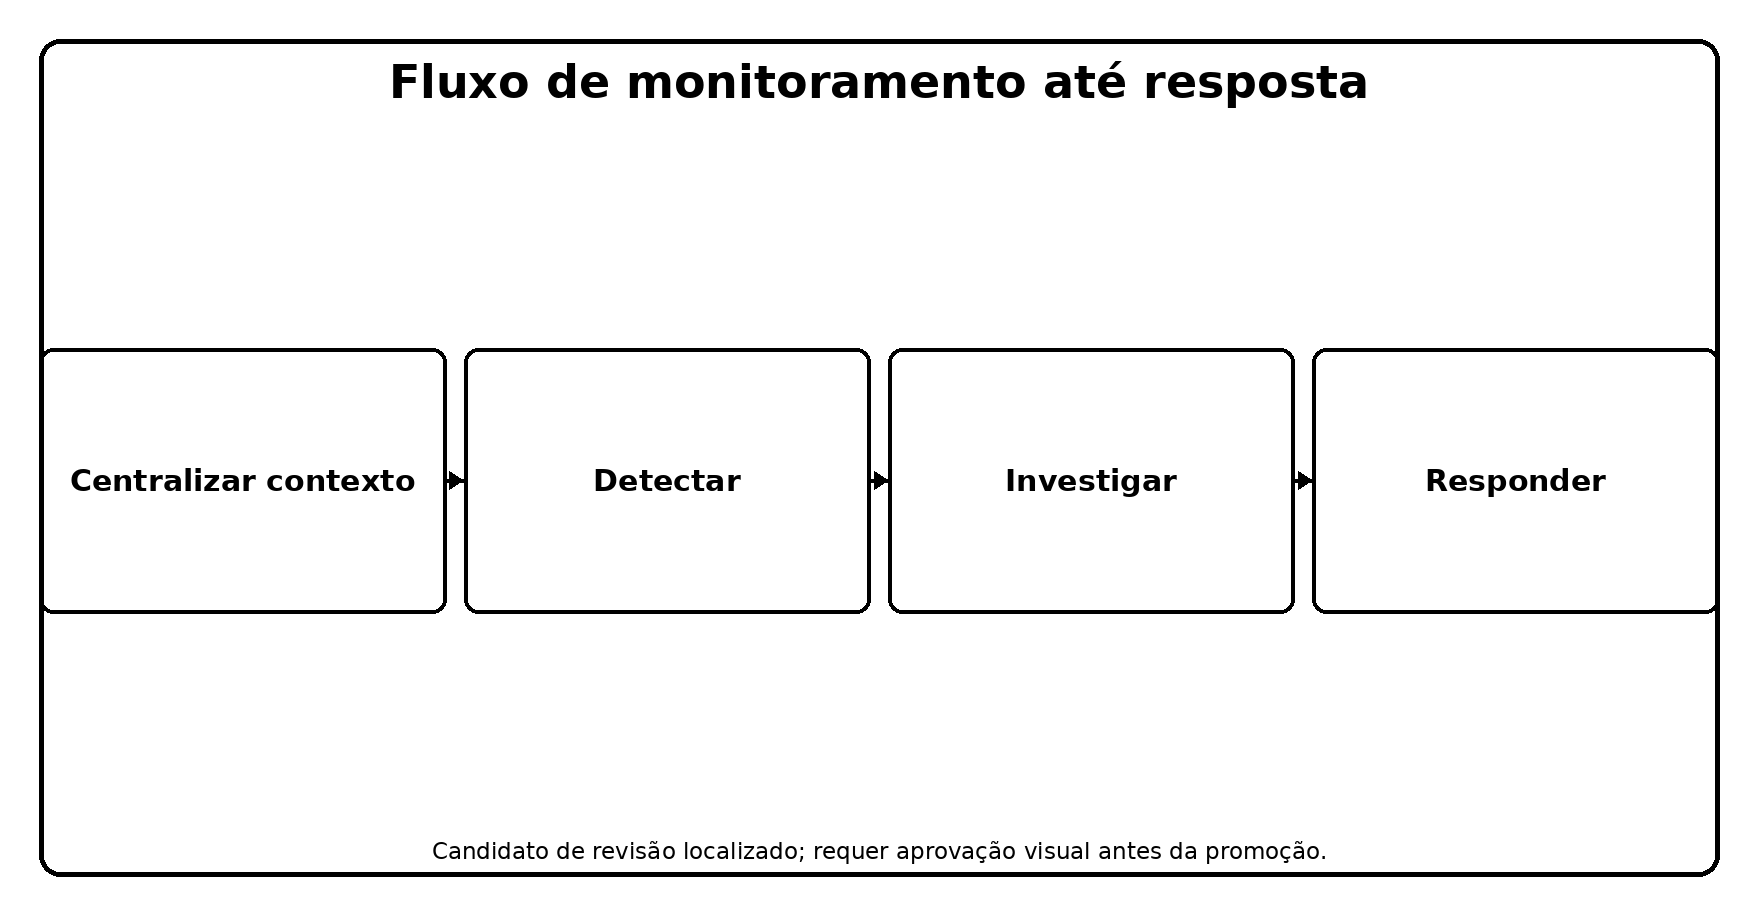 Fluxo de monitoramento até resposta
Centralizar contexto
Detectar
Investigar
Responder
Candidato de revisão localizado; requer aprovação visual antes da promoção.